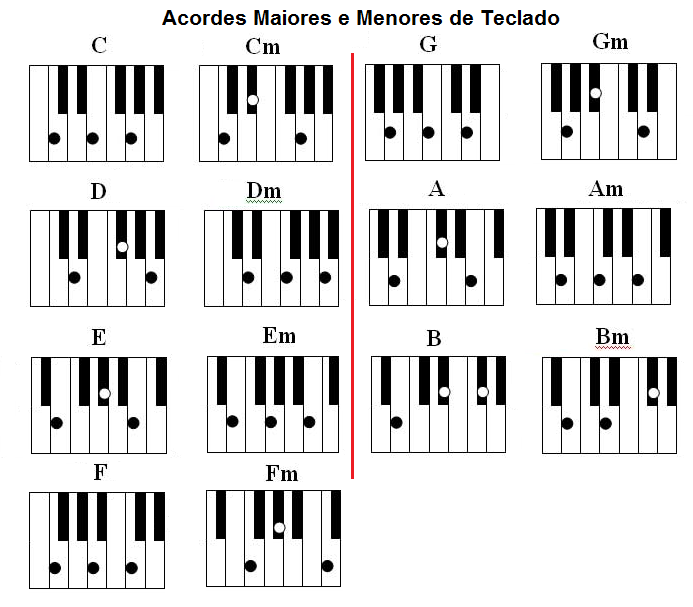 Acordes Maiores e Menores de Teclado
C Cm G Gm
D Dm A Am
E Em B Bm
F Fm